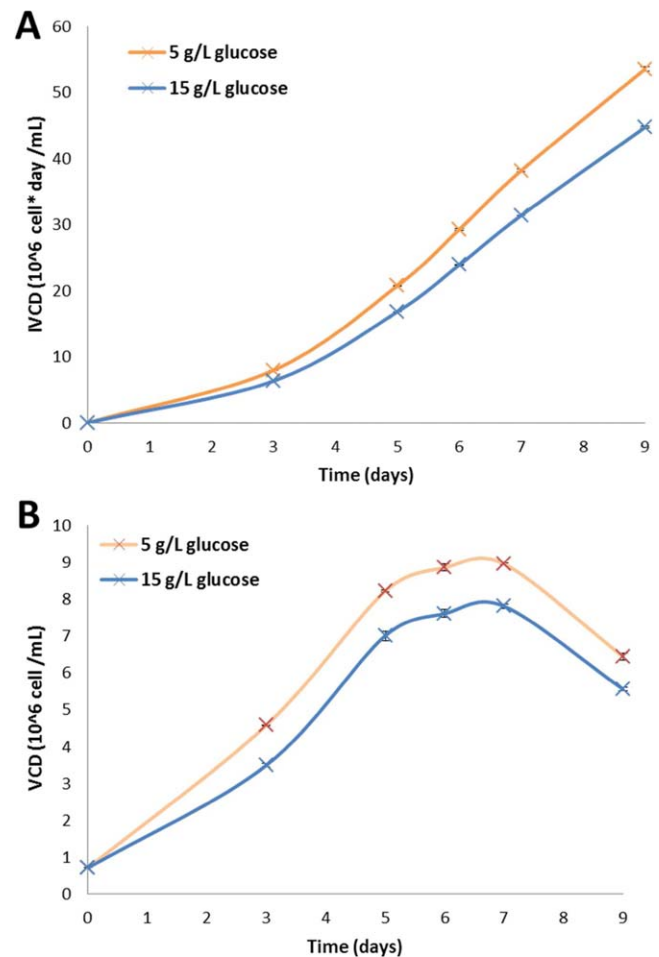 A
60
5 g/L glucose
15 g/L glucose
50
40
30
20
10
0
IVCD (10^6 cell* day /mL)
0 1 2 3 4 5 6 7 8 9
Time (days)
B
10
5 g/L glucose
15 g/L glucose
9
8
7
6
5
4
3
2
1
0
VCD (10^6 cell /mL)
0 1 2 3 4 5 6 7 8 9
Time (days)